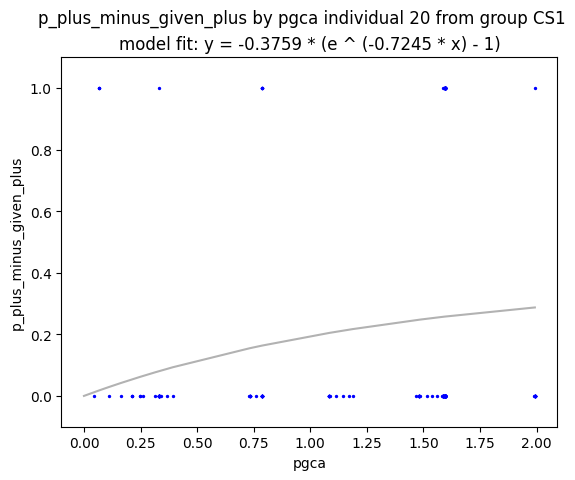 p_plus_minus_given_plus by pgca individual 20 from group CS1
model fit: y = -0.3759 * (e ^ (-0.7245 * x) - 1)
1.0
0.8
0.6
0.4
0.2
0.0
p_plus_minus_given_plus
0.00 0.25 0.50 0.75 1.00 1.25 1.50 1.75 2.00
pgca